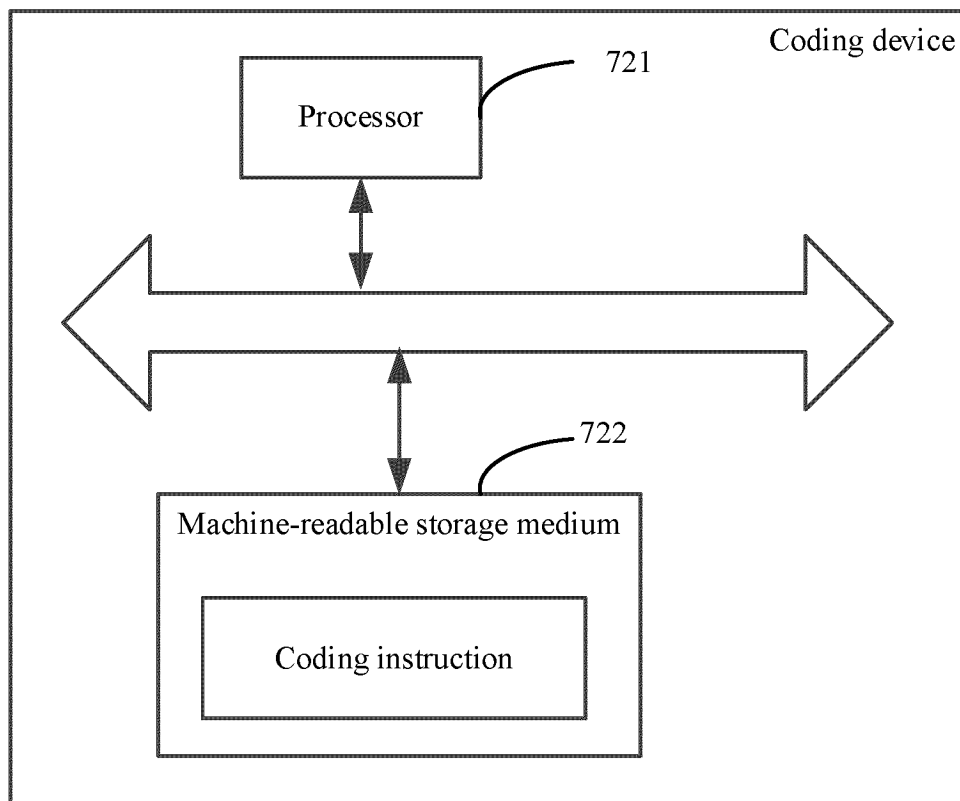 Coding device
721
Processor
722
Machine-readable storage medium
Coding instruction